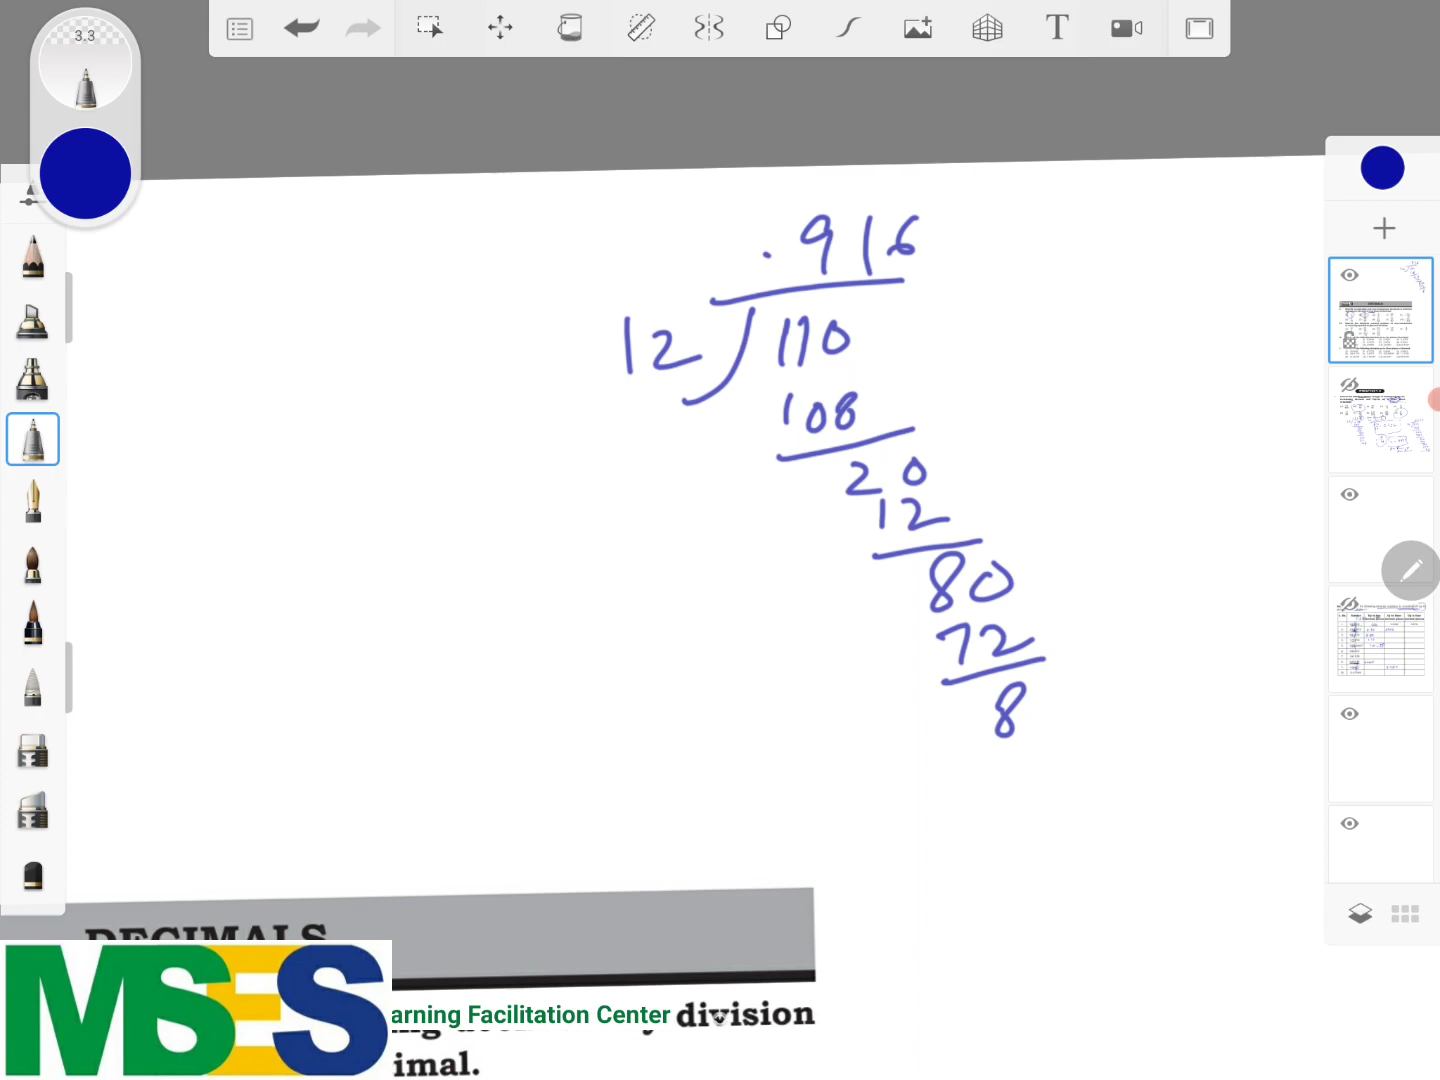 3.3
T
.916
12)110
108
20
12
80
72
8
DECIMALS
MSES
arning Facilitation Center division
imal.